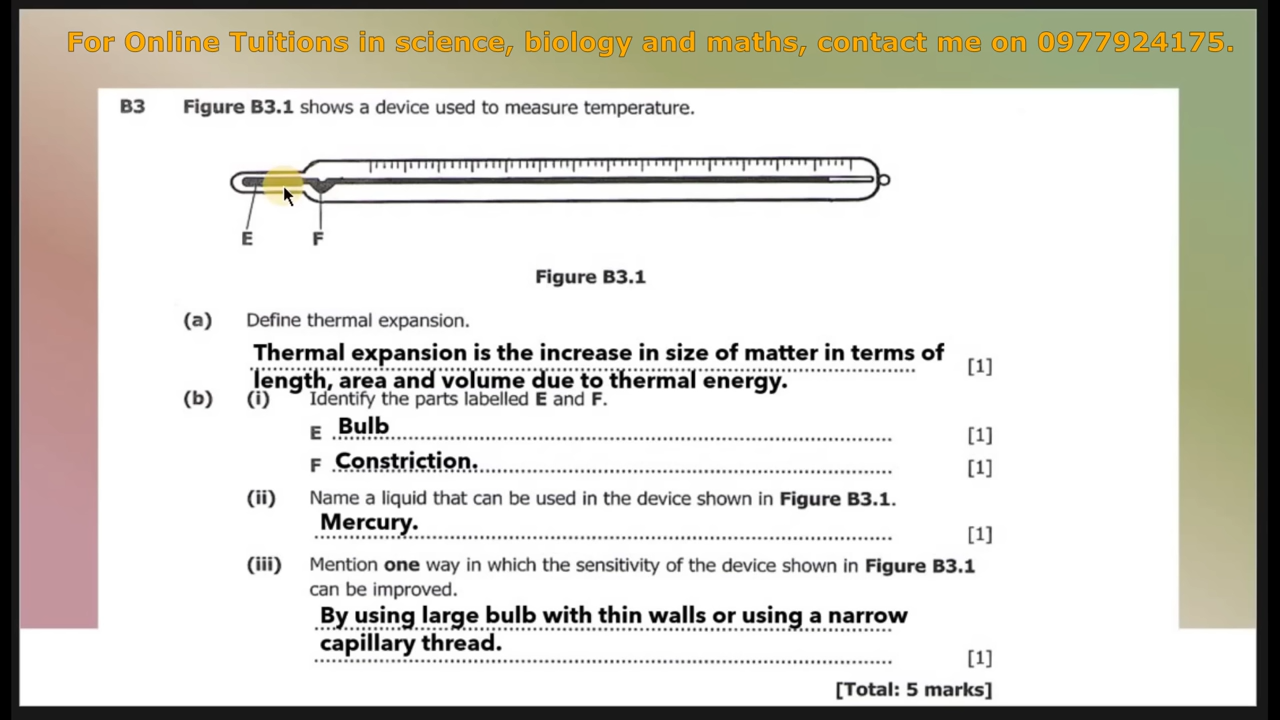 For Online Tuitions in science, biology and maths, contact me on 0977924175.
B3 Figure B3.1 shows a device used to measure temperature.
E F
Figure B3.1
(a) Define thermal expansion.
Thermal expansion is the increase in size of matter in terms of [1]
length, area and volume due to thermal energy.
(b) (i) Identify the parts labelled E and F.
E Bulb [1]
F Constriction. [1]
(ii) Name a liquid that can be used in the device shown in Figure B3.1.
Mercury. [1]
(iii) Mention one way in which the sensitivity of the device shown in Figure B3.1
can be improved.
By using large bulb with thin walls or using a narrow
capillary thread. [1]
[Total: 5 marks]